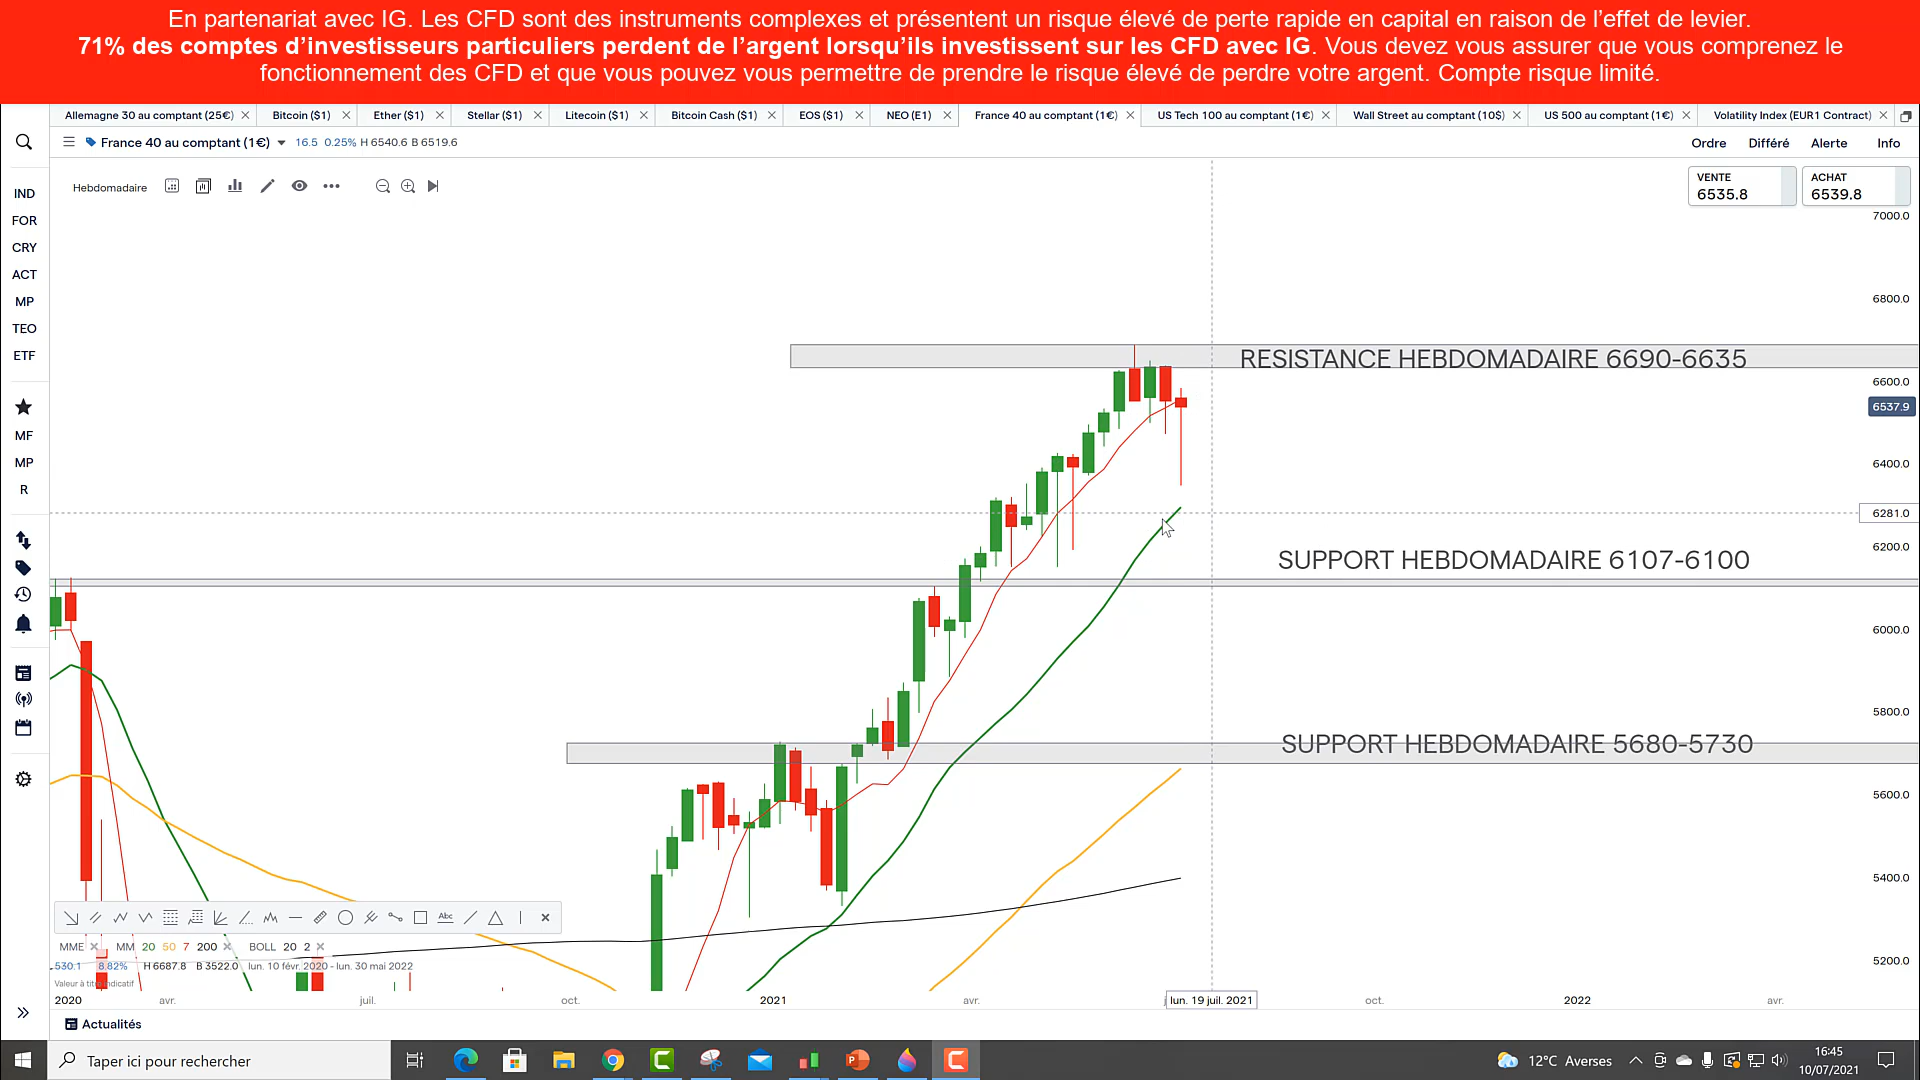 En partenariat avec IG. Les CFD sont des instruments complexes et présentent un risque élevé de perte rapide en capital en raison de l'effet de levier.
71% des comptes d'investisseurs particuliers perdent de l'argent lorsqu'ils investissent sur les CFD avec IG. Vous devez vous assurer que vous comprenez le
fonctionnement des CFD et que vous pouvez vous permettre de prendre le risque élevé de perdre votre argent. Compte risque limité.
Allemagne 30 au comptant (25€) Bitcoin ($1) Ether ($1) Stellar ($1) Litecoin ($1) Bitcoin Cash ($1) EOS ($1) NEO (E1) France 40 au comptant (1€) US Tech 100 au comptant (1€) Wall Street au comptant (10$) US 500 au comptant (1€) Volatility Index (EUR1 Contract)
France 40 au comptant (1€) 16.5 0.25% H 6540.6 B 6519.6
Ordre Différé Alerte Info
Hebdomadaire
VENTE
6535.8
ACHAT
6539.8
IND
FOR
CRY
ACT
MP
TEO
ETF
MF
MP
R
7000.0
6800.0
RESISTANCE HEBDOMADAIRE 6690-6635
6600.0
6537.9
6400.0
6281.0
6200.0
SUPPORT HEBDOMADAIRE 6107-6100
6000.0
5800.0
SUPPORT HEBDOMADAIRE 5680-5730
5600.0
5400.0
5200.0
Abc
MME MM 20 50 7 200 BOLL 20 2
530.1 8.82% H 6687.8 B 3522.0 lun. 10 févr. 2020 - lun. 30 mai 2022
Valeur à titre indicatif
2020 avr. juil. oct. 2021 avr. lun. 19 juil. 2021 oct. 2022 avr.
Actualités
Taper ici pour rechercher
12°C Averses
16:45
10/07/2021